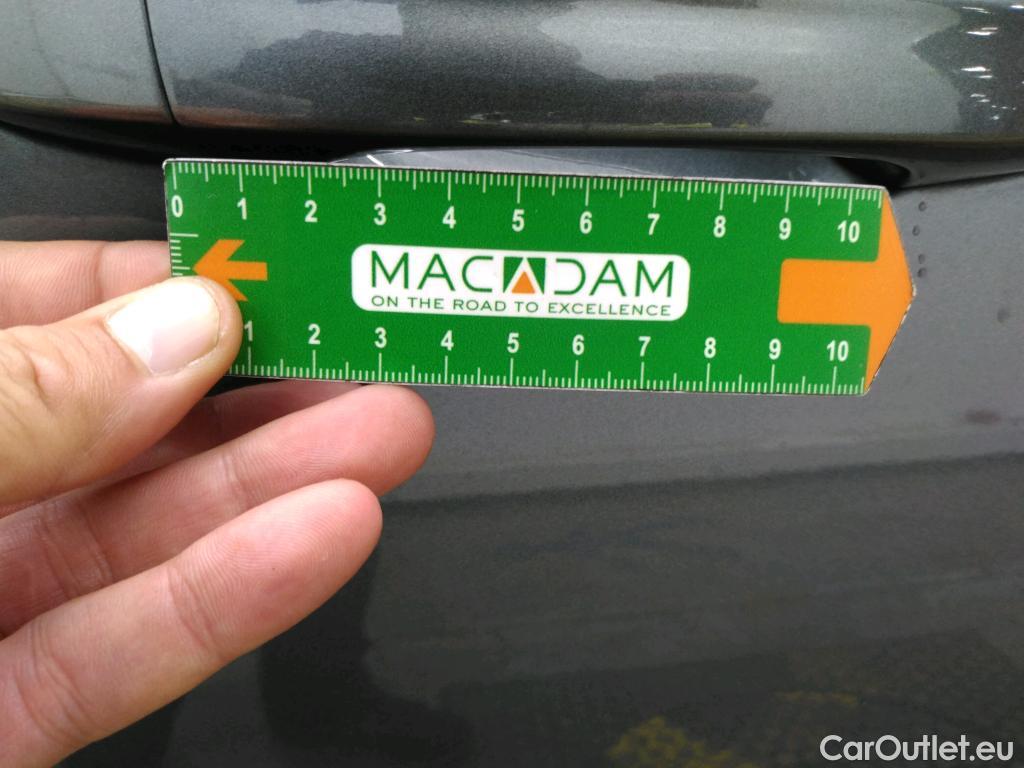 0 1 2 3 4 5 6 7 8 9 10
MACADAM
ON THE ROAD TO EXCELLENCE
1 2 3 4 5 6 7 8 9 10
CarOutlet.eu